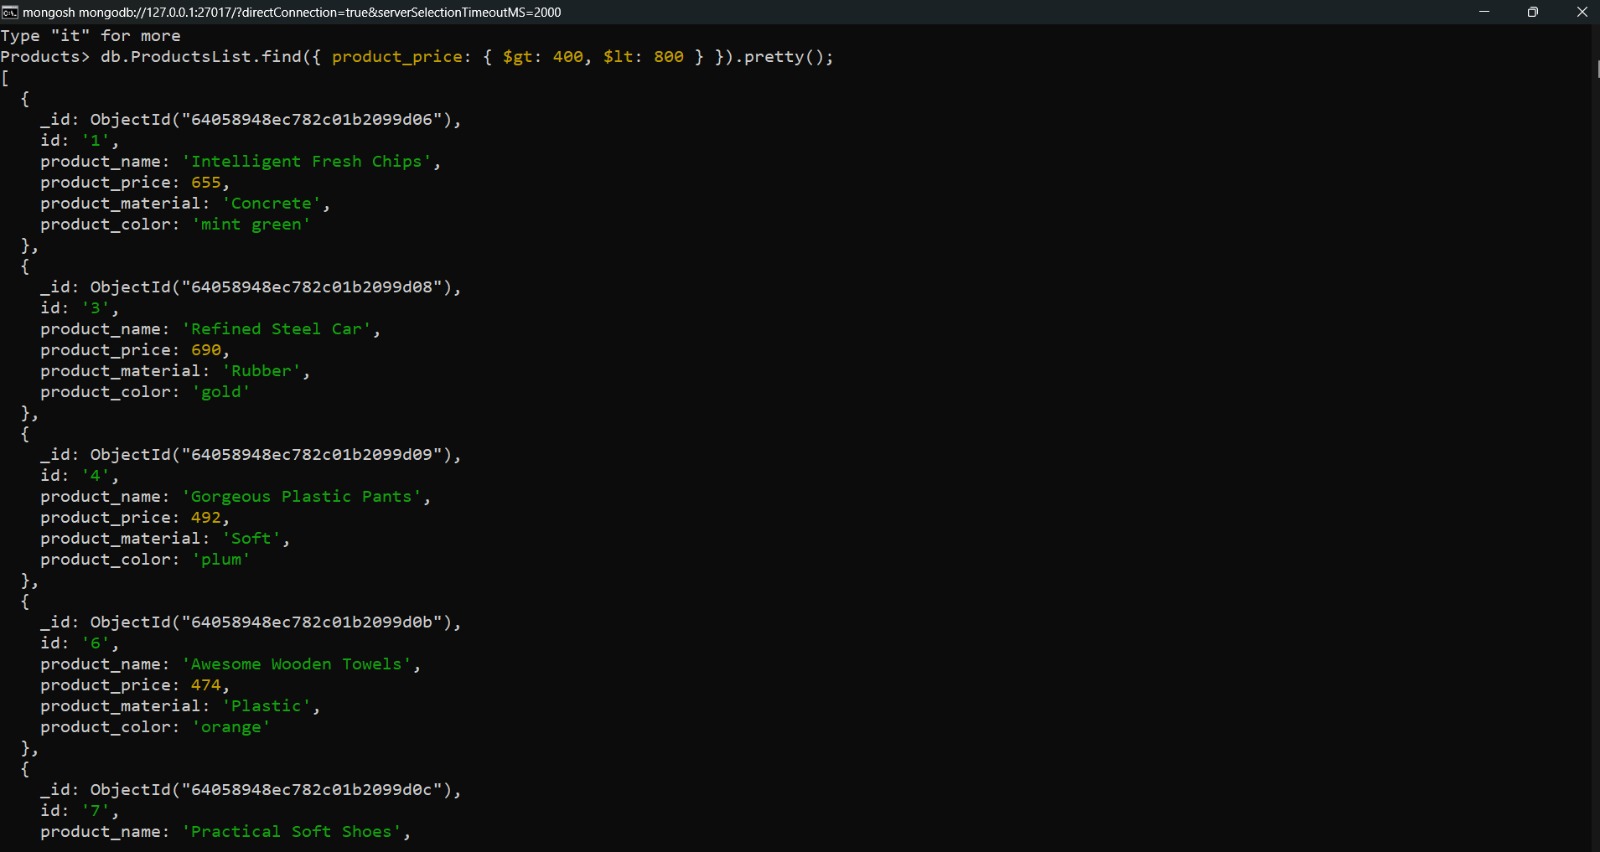 mongosh mongodb://127.0.0.1:27017/?directConnection=true&serverSelectionTimeoutMS=2000
Type "it" for more
Products> db.ProductsList.find({ product_price: { $gt: 400, $lt: 800 } }).pretty();
[
  {
    _id: ObjectId("64058948ec782c01b2099d06"),
    id: '1',
    product_name: 'Intelligent Fresh Chips',
    product_price: 655,
    product_material: 'Concrete',
    product_color: 'mint green'
  },
  {
    _id: ObjectId("64058948ec782c01b2099d08"),
    id: '3',
    product_name: 'Refined Steel Car',
    product_price: 690,
    product_material: 'Rubber',
    product_color: 'gold'
  },
  {
    _id: ObjectId("64058948ec782c01b2099d09"),
    id: '4',
    product_name: 'Gorgeous Plastic Pants',
    product_price: 492,
    product_material: 'Soft',
    product_color: 'plum'
  },
  {
    _id: ObjectId("64058948ec782c01b2099d0b"),
    id: '6',
    product_name: 'Awesome Wooden Towels',
    product_price: 474,
    product_material: 'Plastic',
    product_color: 'orange'
  },
  {
    _id: ObjectId("64058948ec782c01b2099d0c"),
    id: '7',
    product_name: 'Practical Soft Shoes',